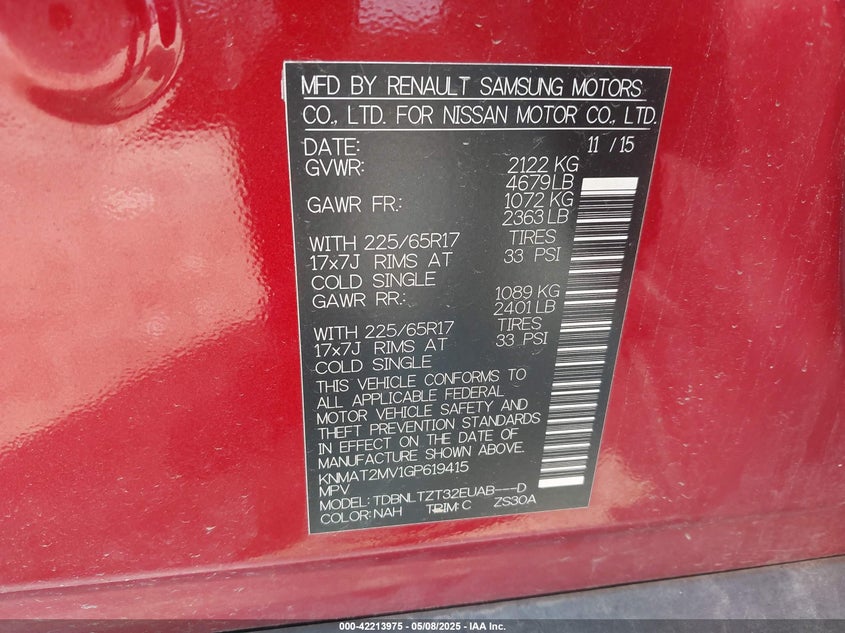 MFD BY RENAULT SAMSUNG MOTORS
CO., LTD. FOR NISSAN MOTOR CO., LTD.
DATE: 11 / 15
GVWR: 2122 KG
4679 LB
GAWR FR.: 1072 KG
2363 LB
WITH 225/65R17 TIRES
17x7J RIMS AT 33 PSI
COLD SINGLE
GAWR RR.: 1089 KG
2401 LB
WITH 225/65R17 TIRES
17x7J RIMS AT 33 PSI
COLD SINGLE
THIS VEHICLE CONFORMS TO
ALL APPLICABLE FEDERAL
MOTOR VEHICLE SAFETY AND
THEFT PREVENTION STANDARDS
IN EFFECT ON THE DATE OF
MANUFACTURE SHOWN ABOVE.
KNMAT2MV1GP619415
MPV
MODEL: TDBNLTZT32EUAB---D
COLOR: NAH TRIM: C ZS30A
000-42213975 — 05/08/2025 — IAA Inc.